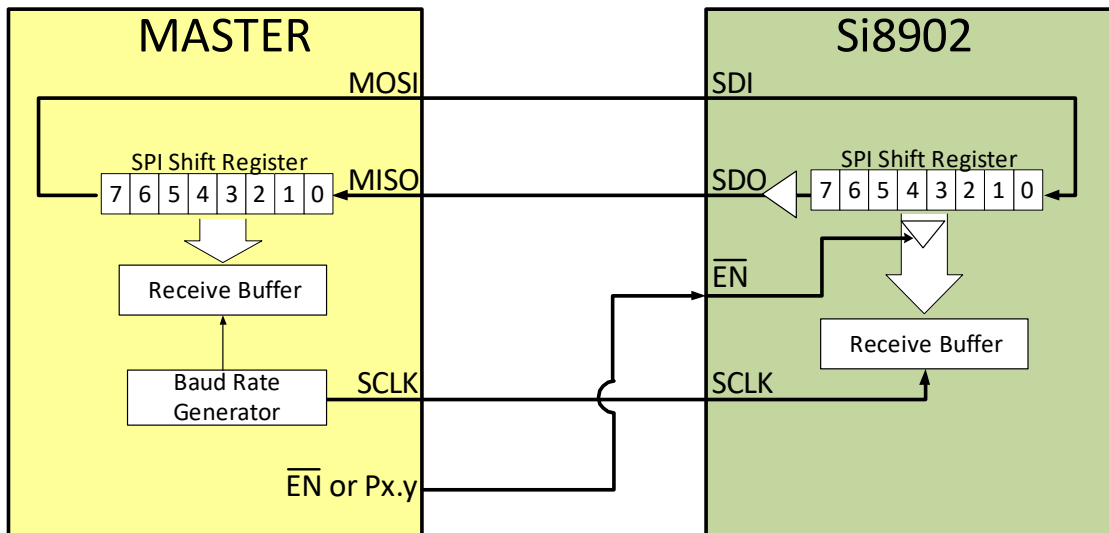 MASTER
Si8902
MOSI
SDI
SPI Shift Register
SPI Shift Register
MISO
SDO
7 6 5 4 3 2 1 0
7 6 5 4 3 2 1 0
E̅N̅
Receive Buffer
Receive Buffer
Baud Rate
Generator
SCLK
SCLK
E̅N̅ or Px.y